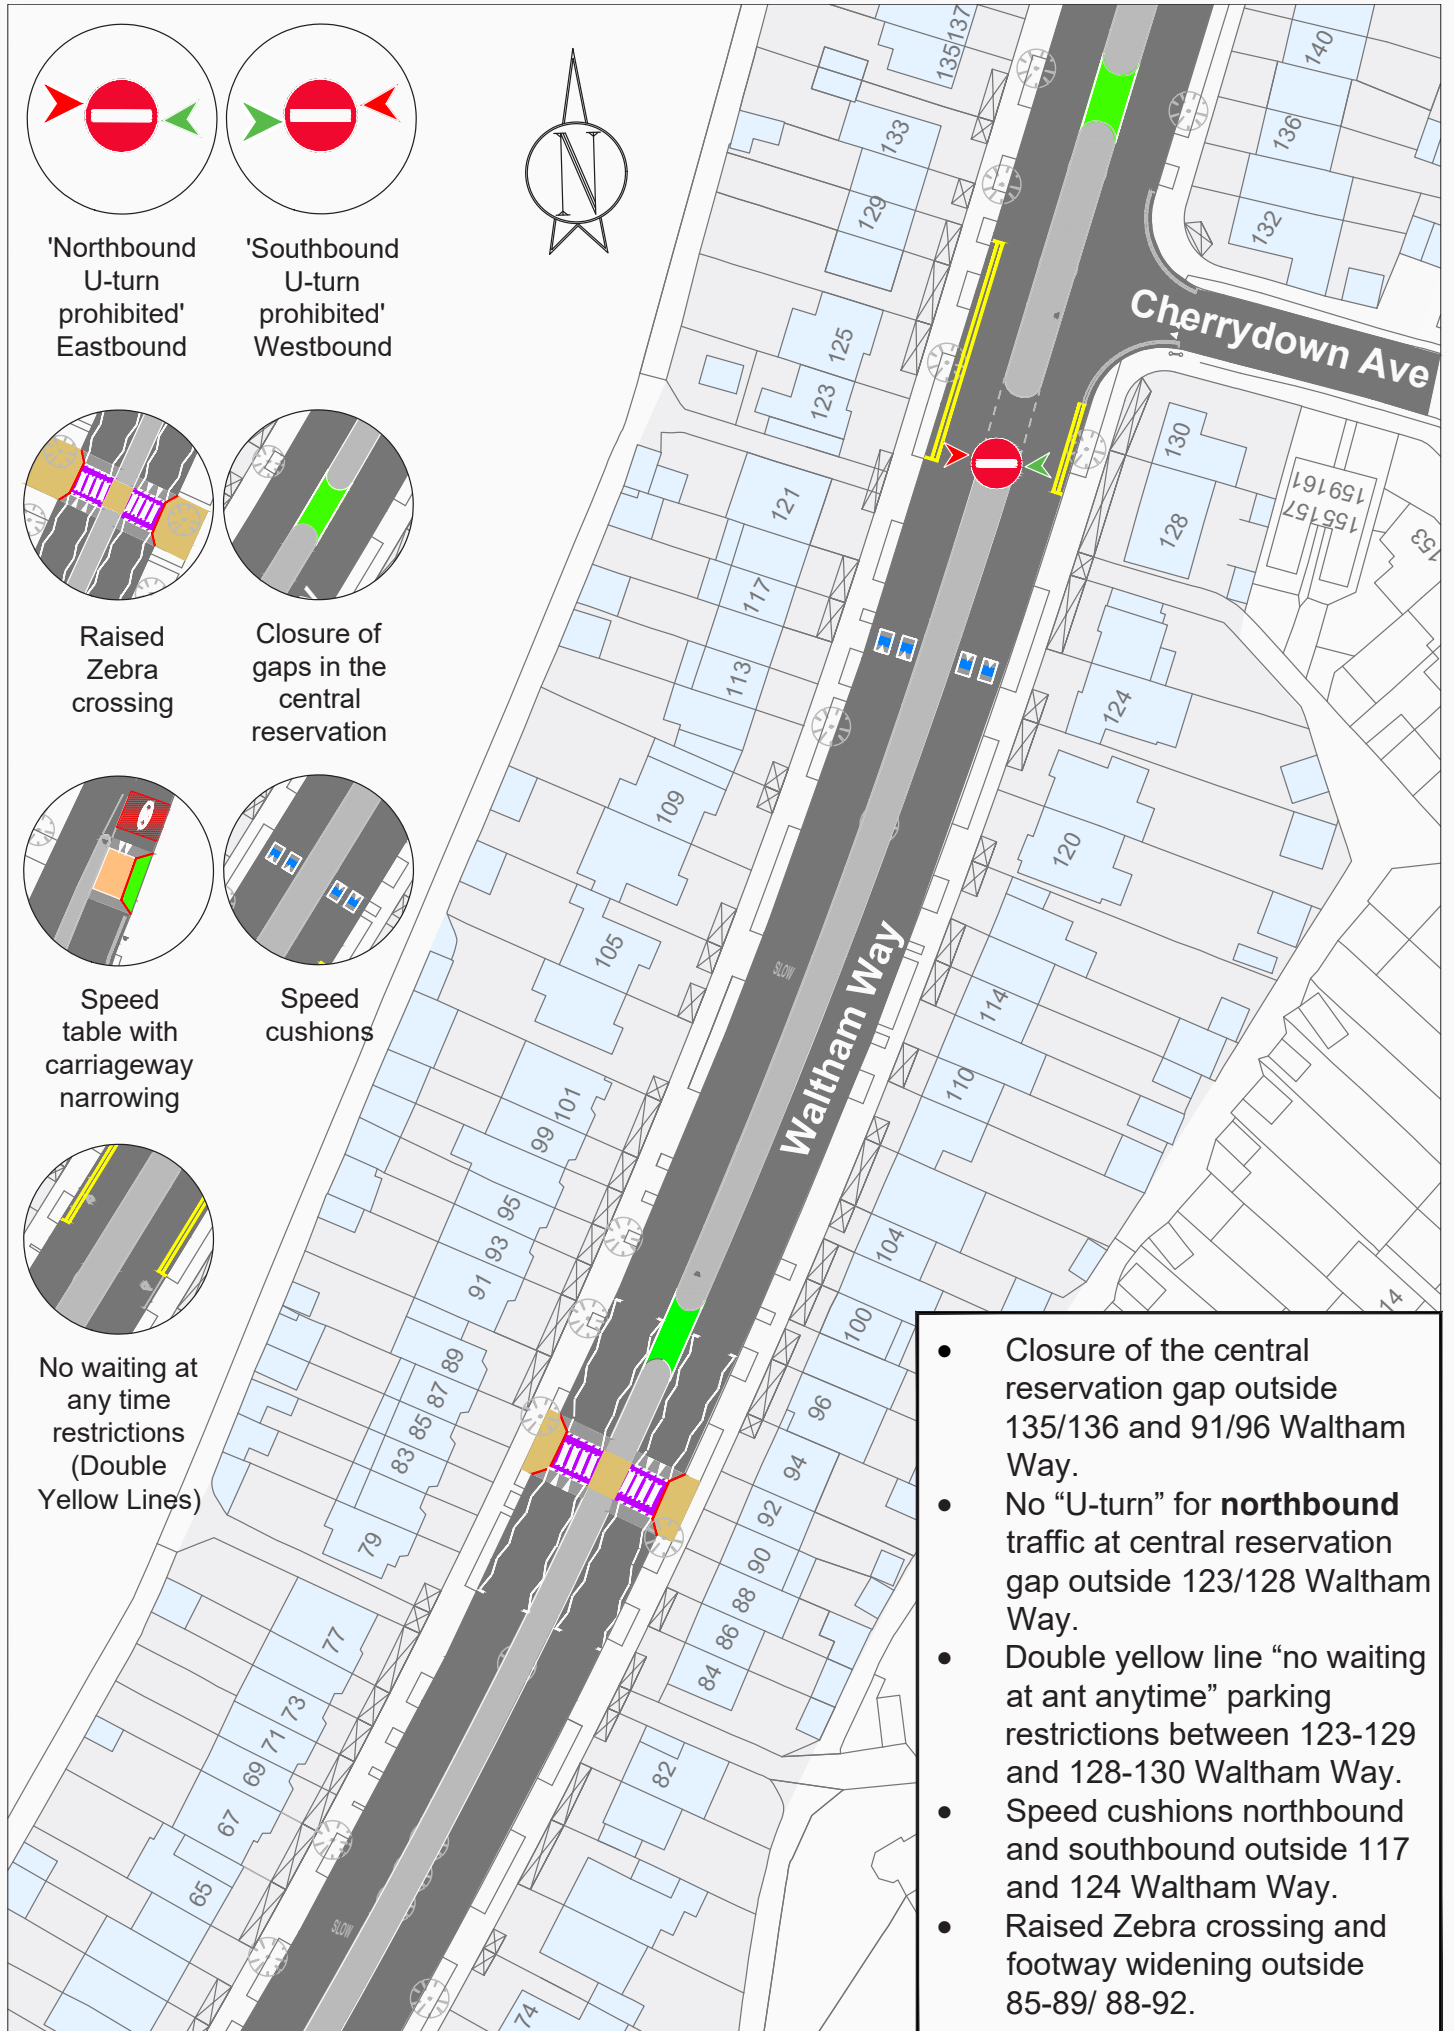 'Northbound
U-turn
prohibited'
Eastbound
'Southbound
U-turn
prohibited'
Westbound
N
Raised
Zebra
crossing
Closure of
gaps in the
central
reservation
Speed
table with
carriageway
narrowing
Speed
cushions
No waiting at
any time
restrictions
(Double
Yellow Lines)
137
135
133
129
125
123
121
117
113
109
105
101
99
95
93
91
89
87
85
83
79
77
73
71
69
67
65
140
136
132
Cherrydown Ave
130
128
159161
155157
153
124
120
114
110
104
100
96
94
92
90
88
86
84
82
74
14
SLOW
Waltham Way
SLOW
• Closure of the central
reservation gap outside
135/136 and 91/96 Waltham
Way.
• No “U-turn” for northbound
traffic at central reservation
gap outside 123/128 Waltham
Way.
• Double yellow line “no waiting
at ant anytime” parking
restrictions between 123-129
and 128-130 Waltham Way.
• Speed cushions northbound
and southbound outside 117
and 124 Waltham Way.
• Raised Zebra crossing and
footway widening outside
85-89/ 88-92.